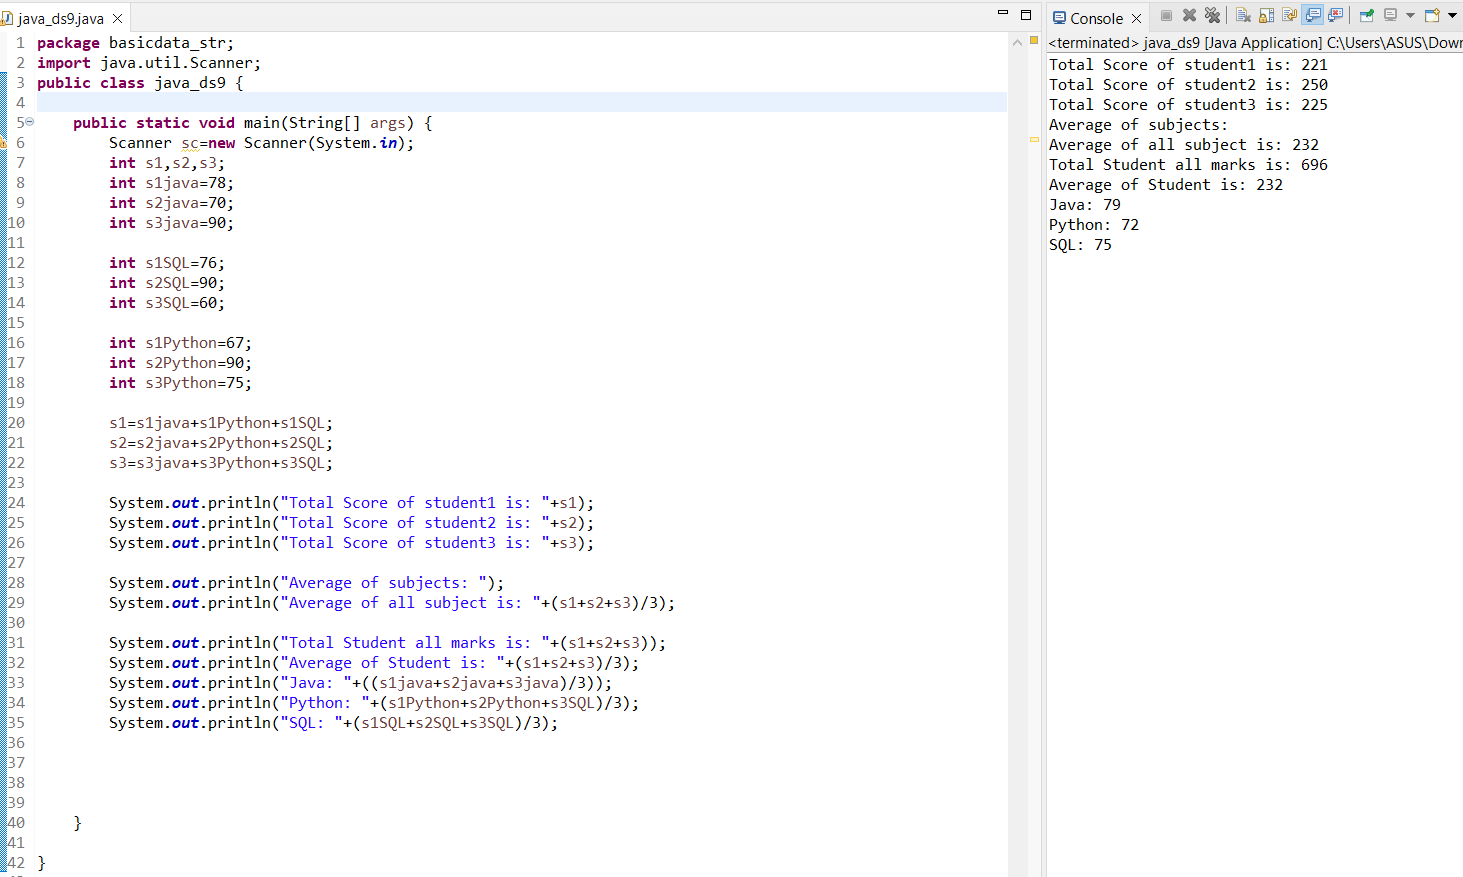 java_ds9.java
1 package basicdata_str;
2 import java.util.Scanner;
3 public class java_ds9 {
4
5     public static void main(String[] args) {
6         Scanner sc=new Scanner(System.in);
7         int s1,s2,s3;
8         int s1java=78;
9         int s2java=70;
10         int s3java=90;
11
12         int s1SQL=76;
13         int s2SQL=90;
14         int s3SQL=60;
15
16         int s1Python=67;
17         int s2Python=90;
18         int s3Python=75;
19
20         s1=s1java+s1Python+s1SQL;
21         s2=s2java+s2Python+s2SQL;
22         s3=s3java+s3Python+s3SQL;
23
24         System.out.println("Total Score of student1 is: "+s1);
25         System.out.println("Total Score of student2 is: "+s2);
26         System.out.println("Total Score of student3 is: "+s3);
27
28         System.out.println("Average of subjects: ");
29         System.out.println("Average of all subject is: "+(s1+s2+s3)/3);
30
31         System.out.println("Total Student all marks is: "+(s1+s2+s3));
32         System.out.println("Average of Student is: "+(s1+s2+s3)/3);
33         System.out.println("Java: "+((s1java+s2java+s3java)/3));
34         System.out.println("Python: "+(s1Python+s2Python+s3SQL)/3);
35         System.out.println("SQL: "+(s1SQL+s2SQL+s3SQL)/3);
36
37
38
39
40     }
41
42 }
Console
<terminated> java_ds9 [Java Application] C:\Users\ASUS\Dow
Total Score of student1 is: 221
Total Score of student2 is: 250
Total Score of student3 is: 225
Average of subjects:
Average of all subject is: 232
Total Student all marks is: 696
Average of Student is: 232
Java: 79
Python: 72
SQL: 75